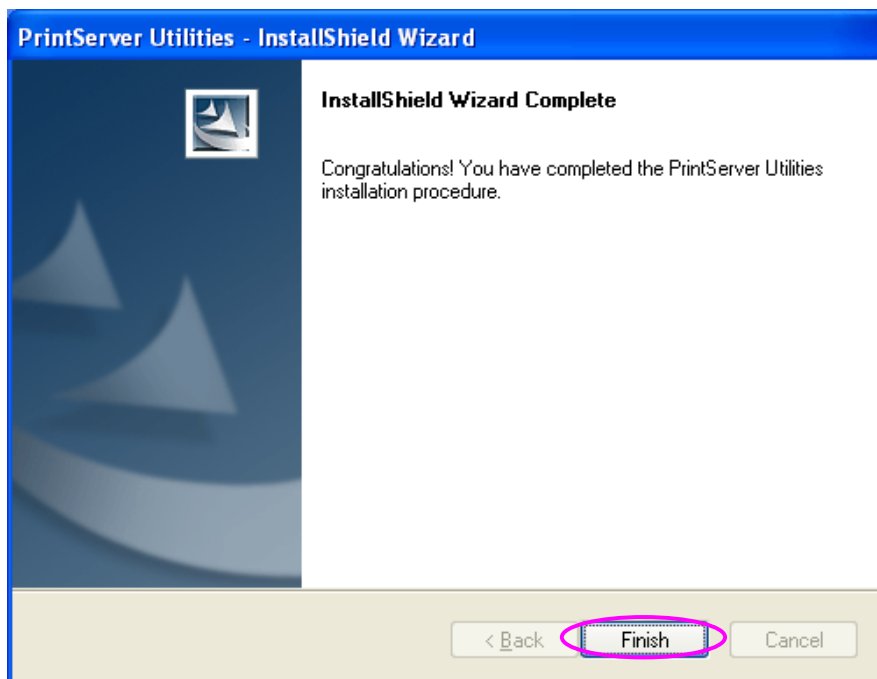 PrintServer Utilities - InstallShield Wizard
InstallShield Wizard Complete
Congratulations! You have completed the PrintServer Utilities
installation procedure.
< Back Finish Cancel